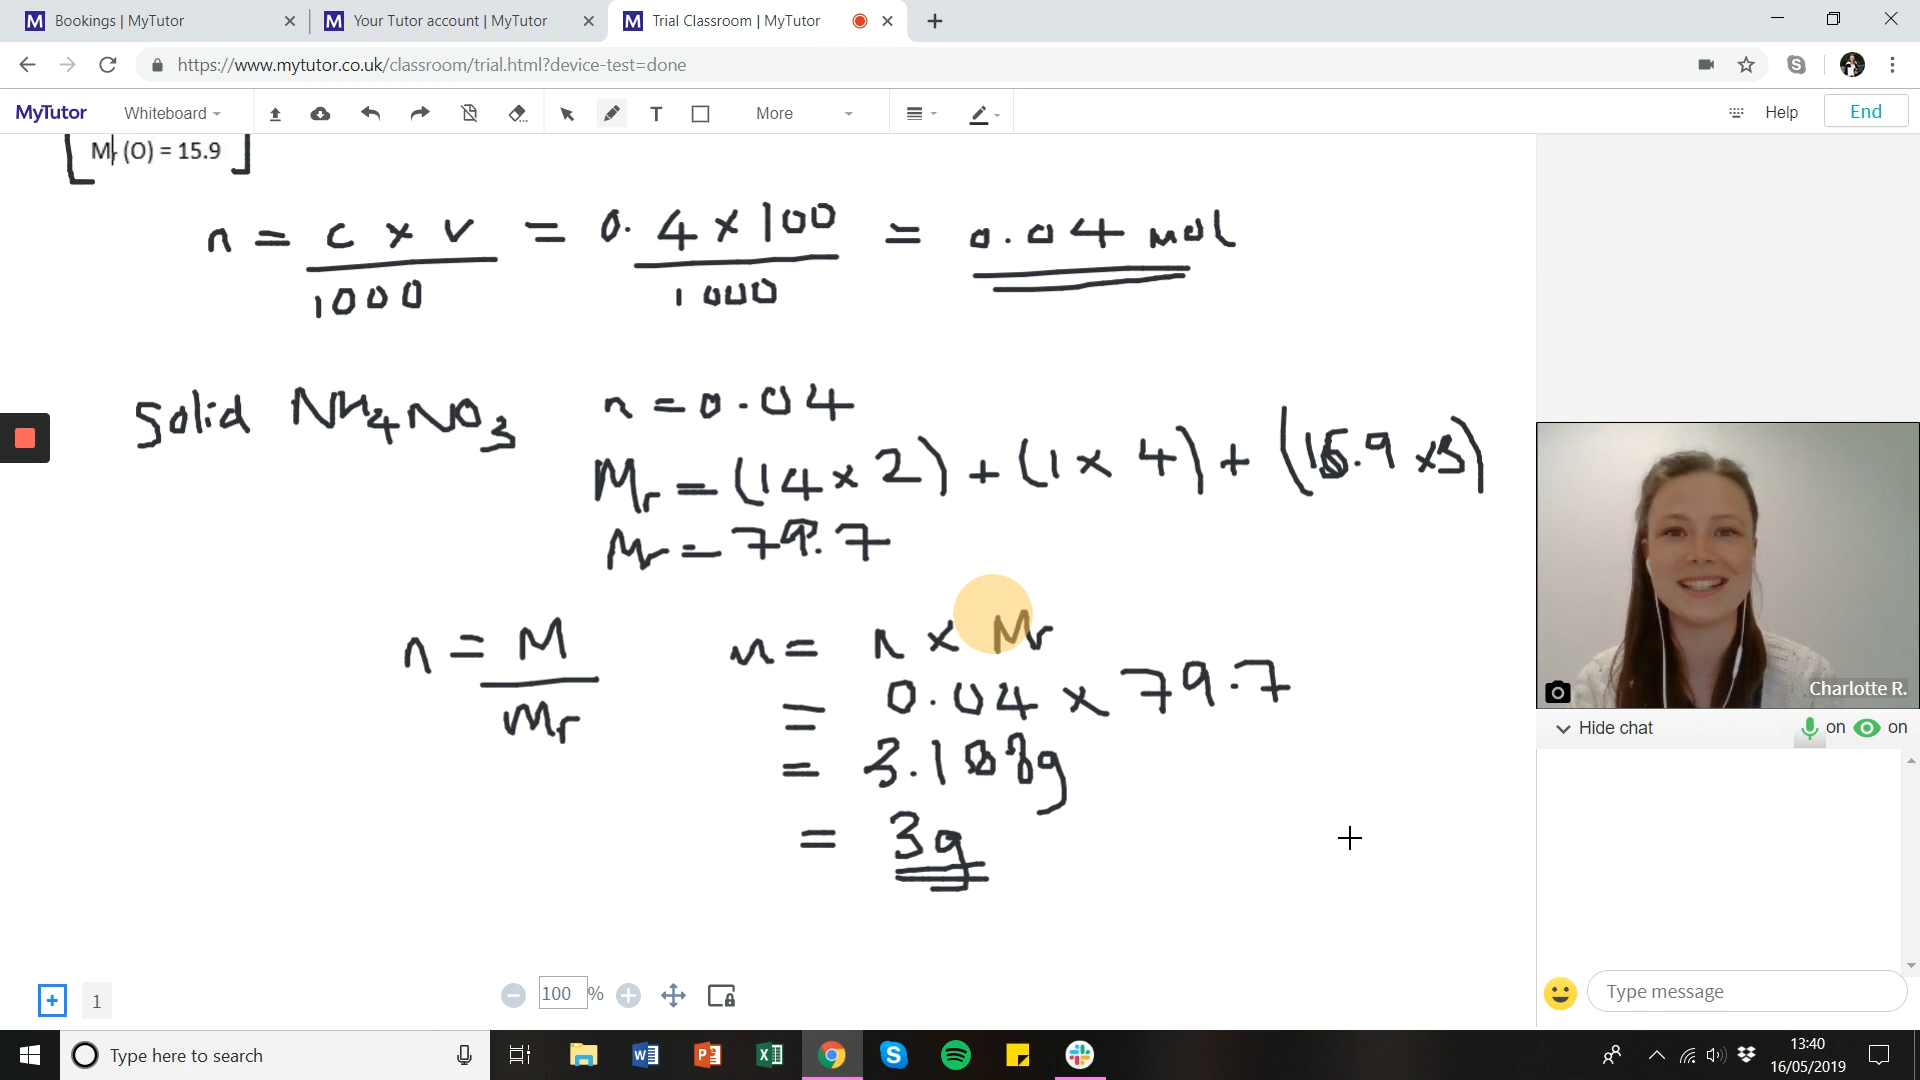 Bookings | MyTutor
Your Tutor account | MyTutor
Trial Classroom | MyTutor
https://www.mytutor.co.uk/classroom/trial.html?device-test=done
MyTutor
Whiteboard
T
More
Help
End
Mr (O) = 15.9
n = c x v / 1000 = 0.4 x 100 / 1000 = 0.04 mol
Solid NH4NO3
n = 0.04
Mr = (14 x 2) + (1 x 4) + (15.9 x3)
Mr = 79.7
n = M / Mr
m = n x Mr
= 0.04 x 79.7
= 3.188g
= 3g
Charlotte R.
Hide chat
on
on
Type message
1
100 %
Type here to search
13:40
16/05/2019